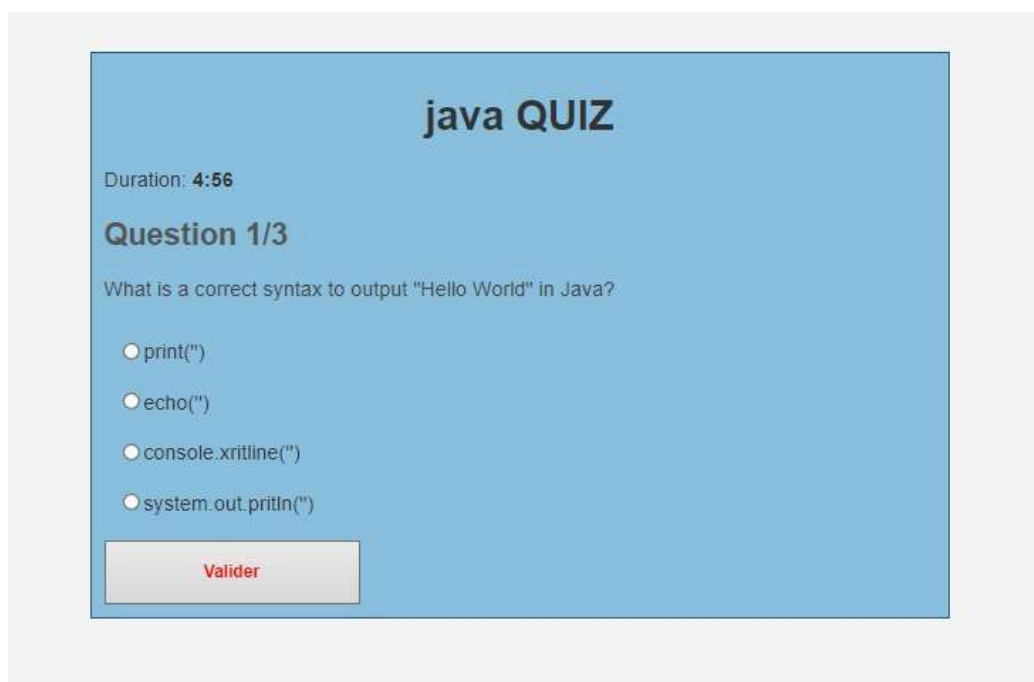 java QUIZ
Duration: 4:56
Question 1/3
What is a correct syntax to output "Hello World" in Java?
print('')
echo('')
console.xritline('')
system.out.pritln('')
Valider